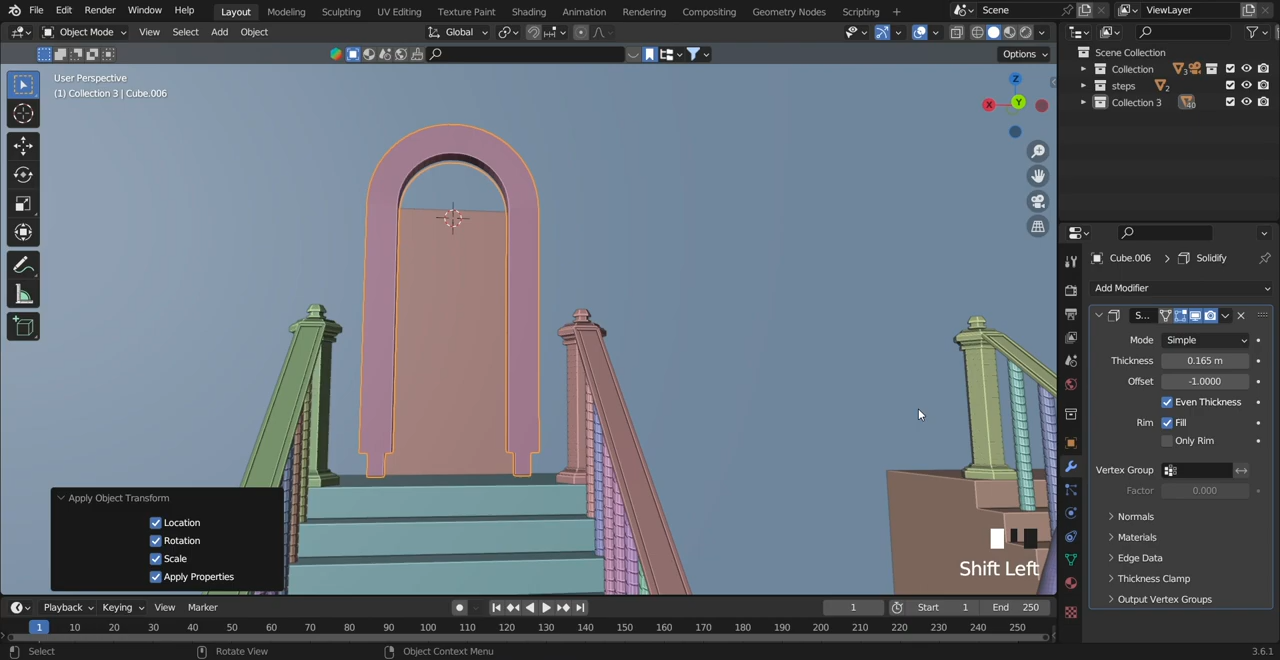 File Edit Render Window Help Layout Modeling Sculpting UV Editing Texture Paint Shading Animation Rendering Compositing Geometry Nodes Scripting + Scene ViewLayer
Object Mode View Select Add Object Global
Options
User Perspective
(1) Collection 3 | Cube.006
Z
X
Y
Scene Collection
Collection 3
steps 2
Collection 3 40
Cube.006 > Solidify
Add Modifier
S...
Mode Simple
Thickness 0.165 m
Offset -1.0000
Even Thickness
Rim Fill
Only Rim
Vertex Group
Factor 0.000
Normals
Materials
Edge Data
Thickness Clamp
Output Vertex Groups
Apply Object Transform
Location
Rotation
Scale
Apply Properties
Shift Left
Playback Keying View Marker 1 Start 1 End 250
1 10 20 30 40 50 60 70 80 90 100 110 120 130 140 150 160 170 180 190 200 210 220 230 240 250
Select Rotate View Object Context Menu 3.6.1